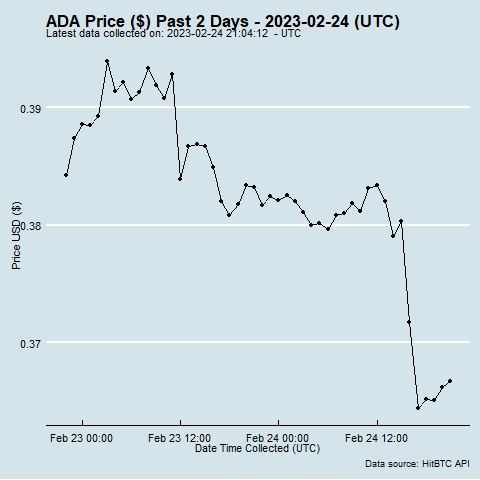 ADA Price ($) Past 2 Days - 2023-02-24 (UTC)
Latest data collected on: 2023-02-24 21:04:12 - UTC
0.39
0.38
0.37
Price USD ($)
Feb 23 00:00 Feb 23 12:00 Feb 24 00:00 Feb 24 12:00
Date Time Collected (UTC)
Data source: HitBTC API